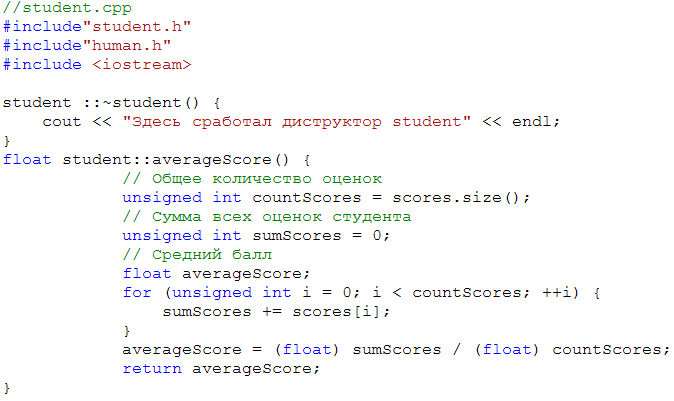 //student.cpp
#include"student.h"
#include"human.h"
#include <iostream>
student ::~student() {
cout << "Здесь сработал диструктор student" << endl;
}
float student::averageScore() {
// Общее количество оценок
unsigned int countScores = scores.size();
// Сумма всех оценок студента
unsigned int sumScores = 0;
// Средний балл
float averageScore;
for (unsigned int i = 0; i < countScores; ++i) {
sumScores += scores[i];
}
averageScore = (float) sumScores / (float) countScores;
return averageScore;
}